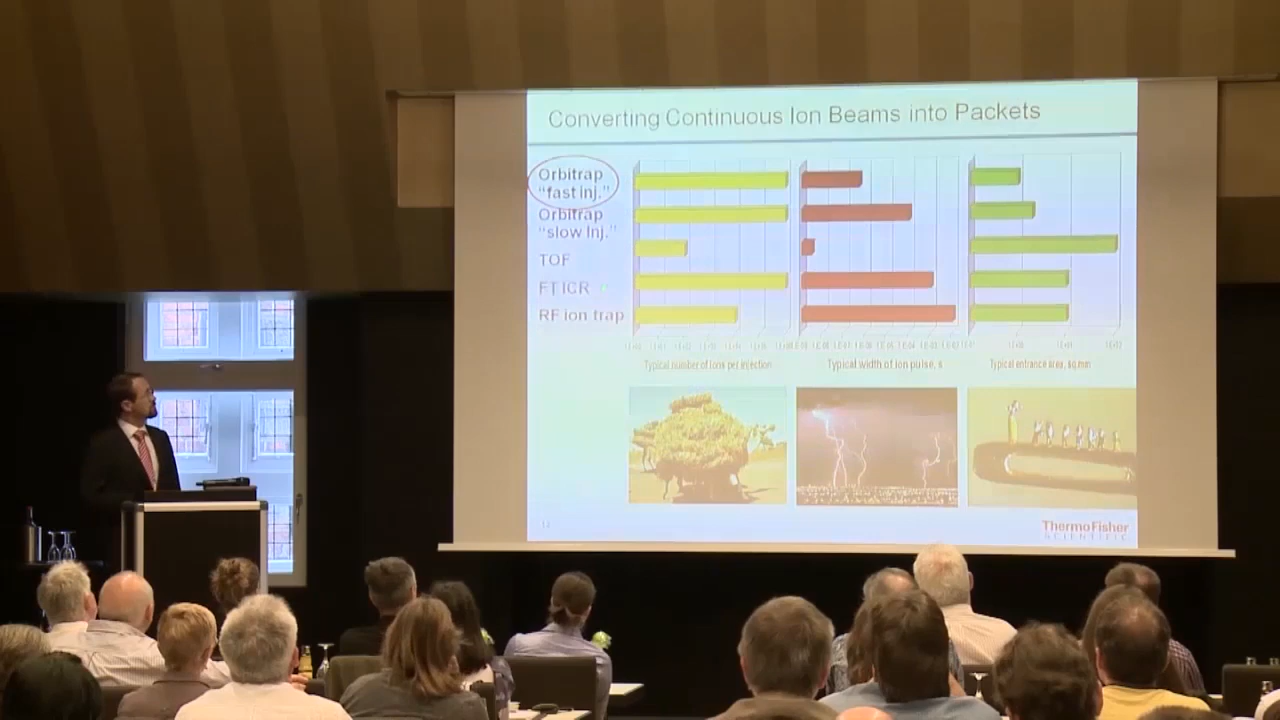 Converting Continuous Ion Beams into Packets
Orbitrap
"fast inj."
Orbitrap
"slow Inj."
TOF
FT ICR
RF ion trap
Typical number of ions per injection
Typical width of ion pulse, s
Typical entrance area, sq mm
ThermoFisher
SCIENTIFIC